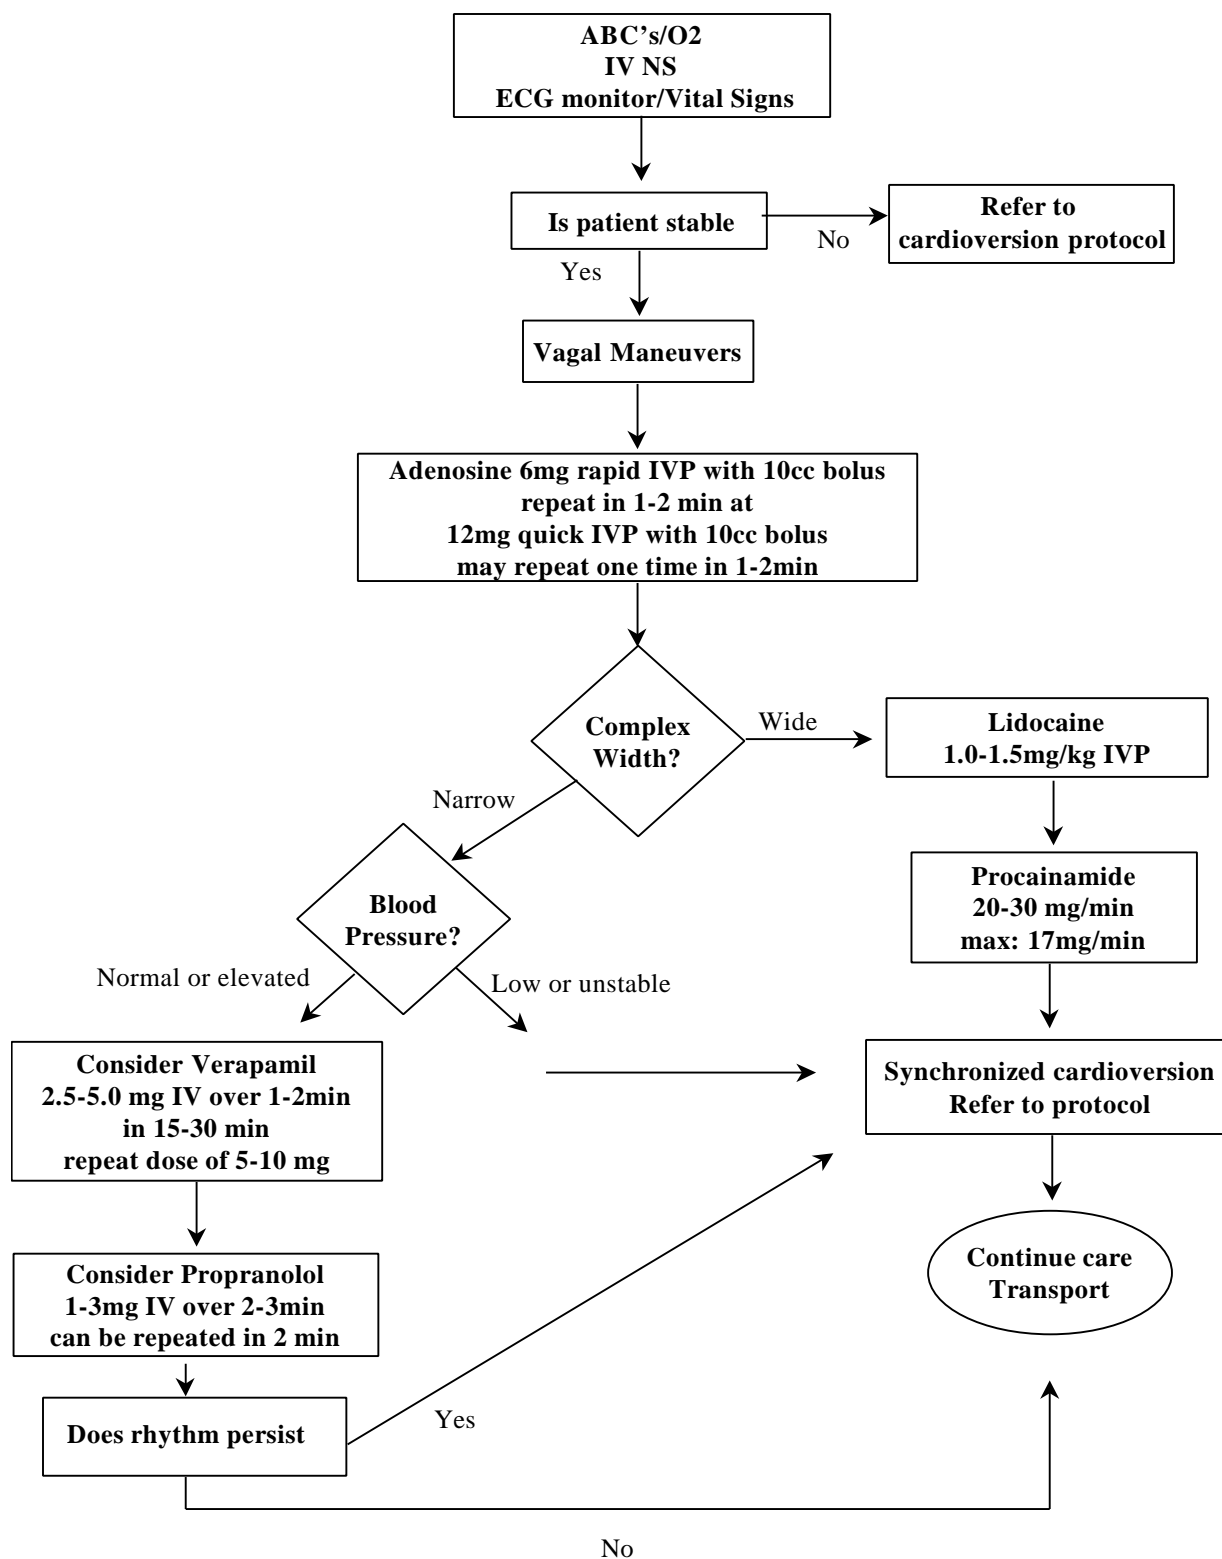 ABC's/O2
IV NS
ECG monitor/Vital Signs
Is patient stable
No
Refer to
cardioversion protocol
Yes
Vagal Maneuvers
Adenosine 6mg rapid IVP with 10cc bolus
repeat in 1-2 min at
12mg quick IVP with 10cc bolus
may repeat one time in 1-2min
Complex
Width?
Wide
Lidocaine
1.0-1.5mg/kg IVP
Narrow
Procainamide
20-30 mg/min
max: 17mg/min
Blood
Pressure?
Normal or elevated
Low or unstable
Consider Verapamil
2.5-5.0 mg IV over 1-2min
in 15-30 min
repeat dose of 5-10 mg
Synchronized cardioversion
Refer to protocol
Consider Propranolol
1-3mg IV over 2-3min
can be repeated in 2 min
Continue care
Transport
Does rhythm persist
Yes
No